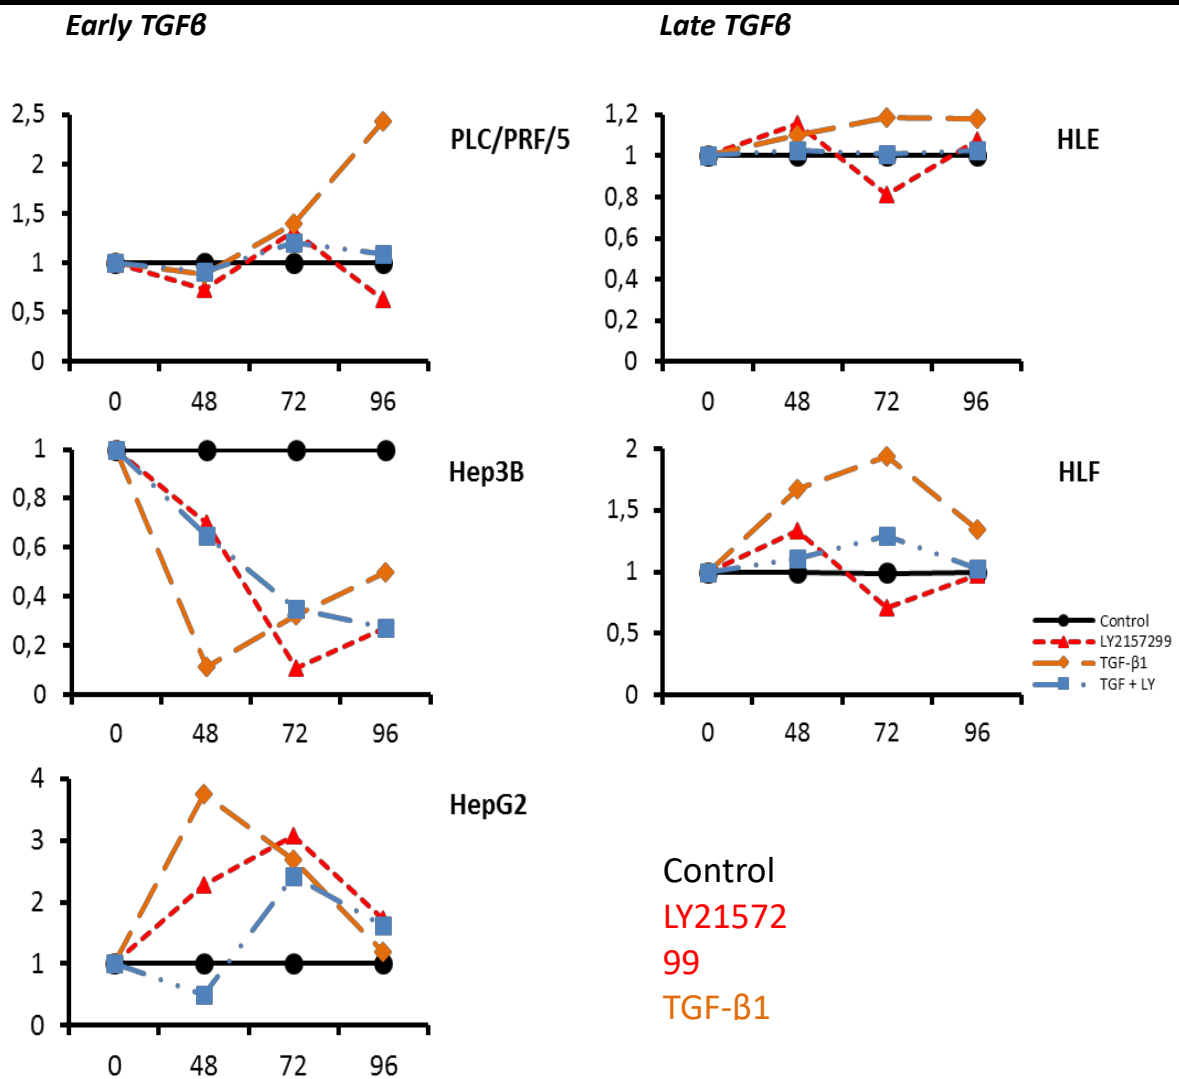 Early TGFβ
Late TGFβ
2,5
2
1,5
1
0,5
0
0 48 72 96
PLC/PRF/5
1,2
1
0,8
0,6
0,4
0,2
0
0 48 72 96
HLE
1
0,8
0,6
0,4
0,2
0
0 48 72 96
Hep3B
2
1,5
1
0,5
0
0 48 72 96
HLF
Control
LY2157299
TGF-β1
TGF + LY
4
3
2
1
0
0 48 72 96
HepG2
Control
LY21572
99
TGF-β1